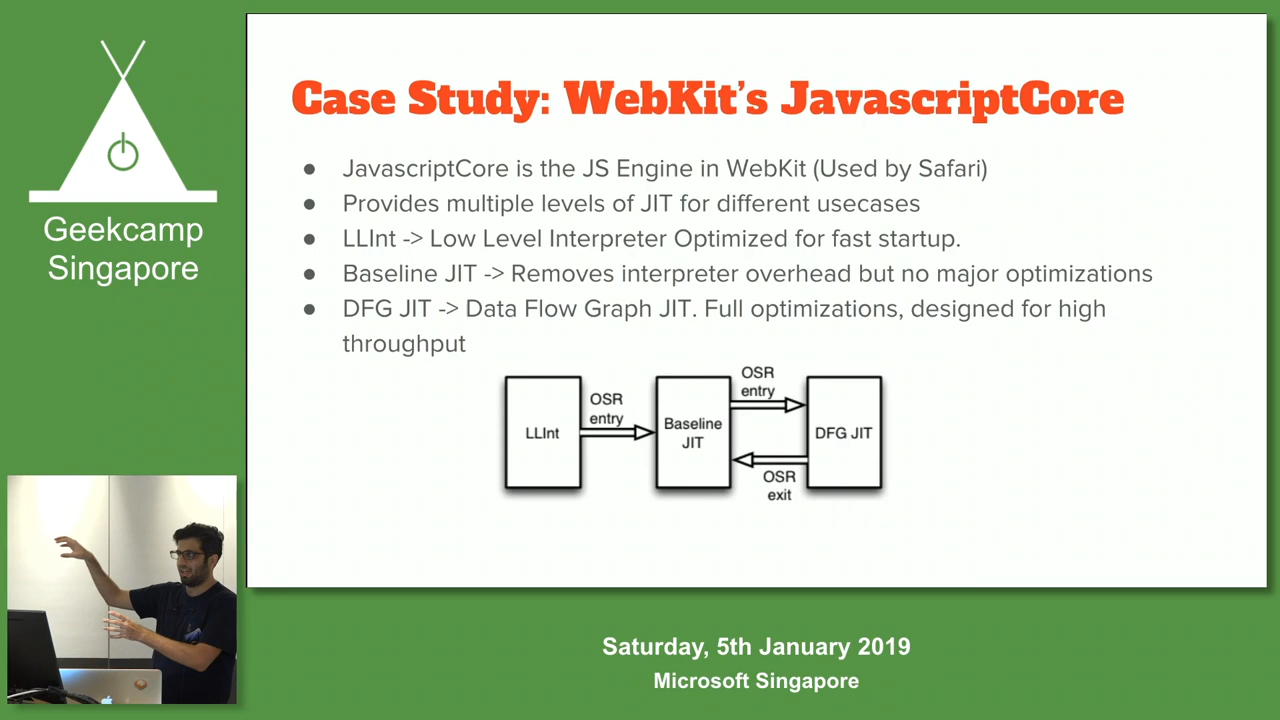 Geekcamp
Singapore
Case Study: WebKit's JavascriptCore
● JavascriptCore is the JS Engine in WebKit (Used by Safari)
● Provides multiple levels of JIT for different usecases
● LLInt -> Low Level Interpreter Optimized for fast startup.
● Baseline JIT -> Removes interpreter overhead but no major optimizations
● DFG JIT -> Data Flow Graph JIT. Full optimizations, designed for high
throughput
LLInt
OSR
entry
Baseline
JIT
OSR
entry
DFG JIT
OSR
exit
Saturday, 5th January 2019
Microsoft Singapore